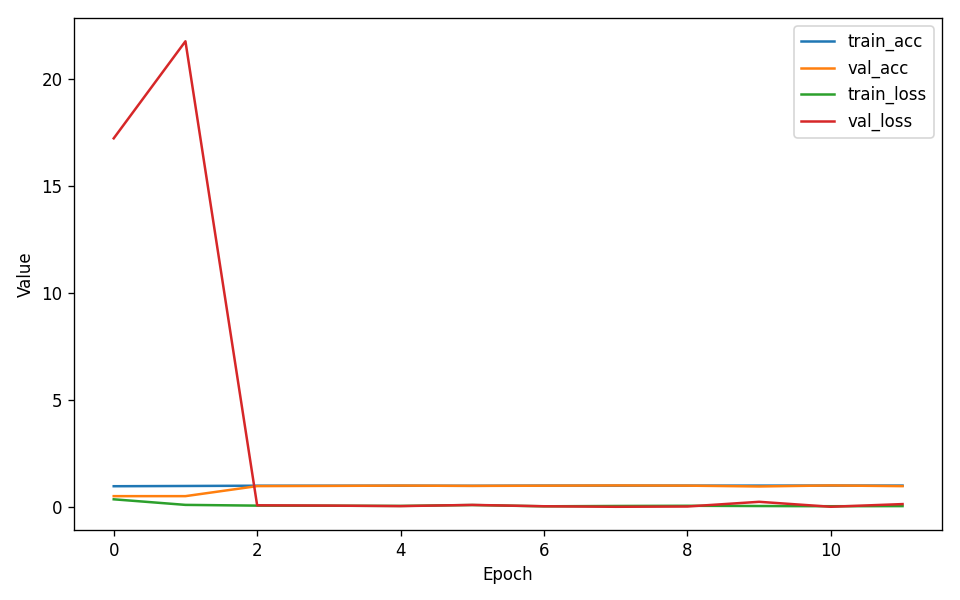 train_acc
val_acc
train_loss
val_loss
20
15
10
5
0
Value
0 2 4 6 8 10
Epoch